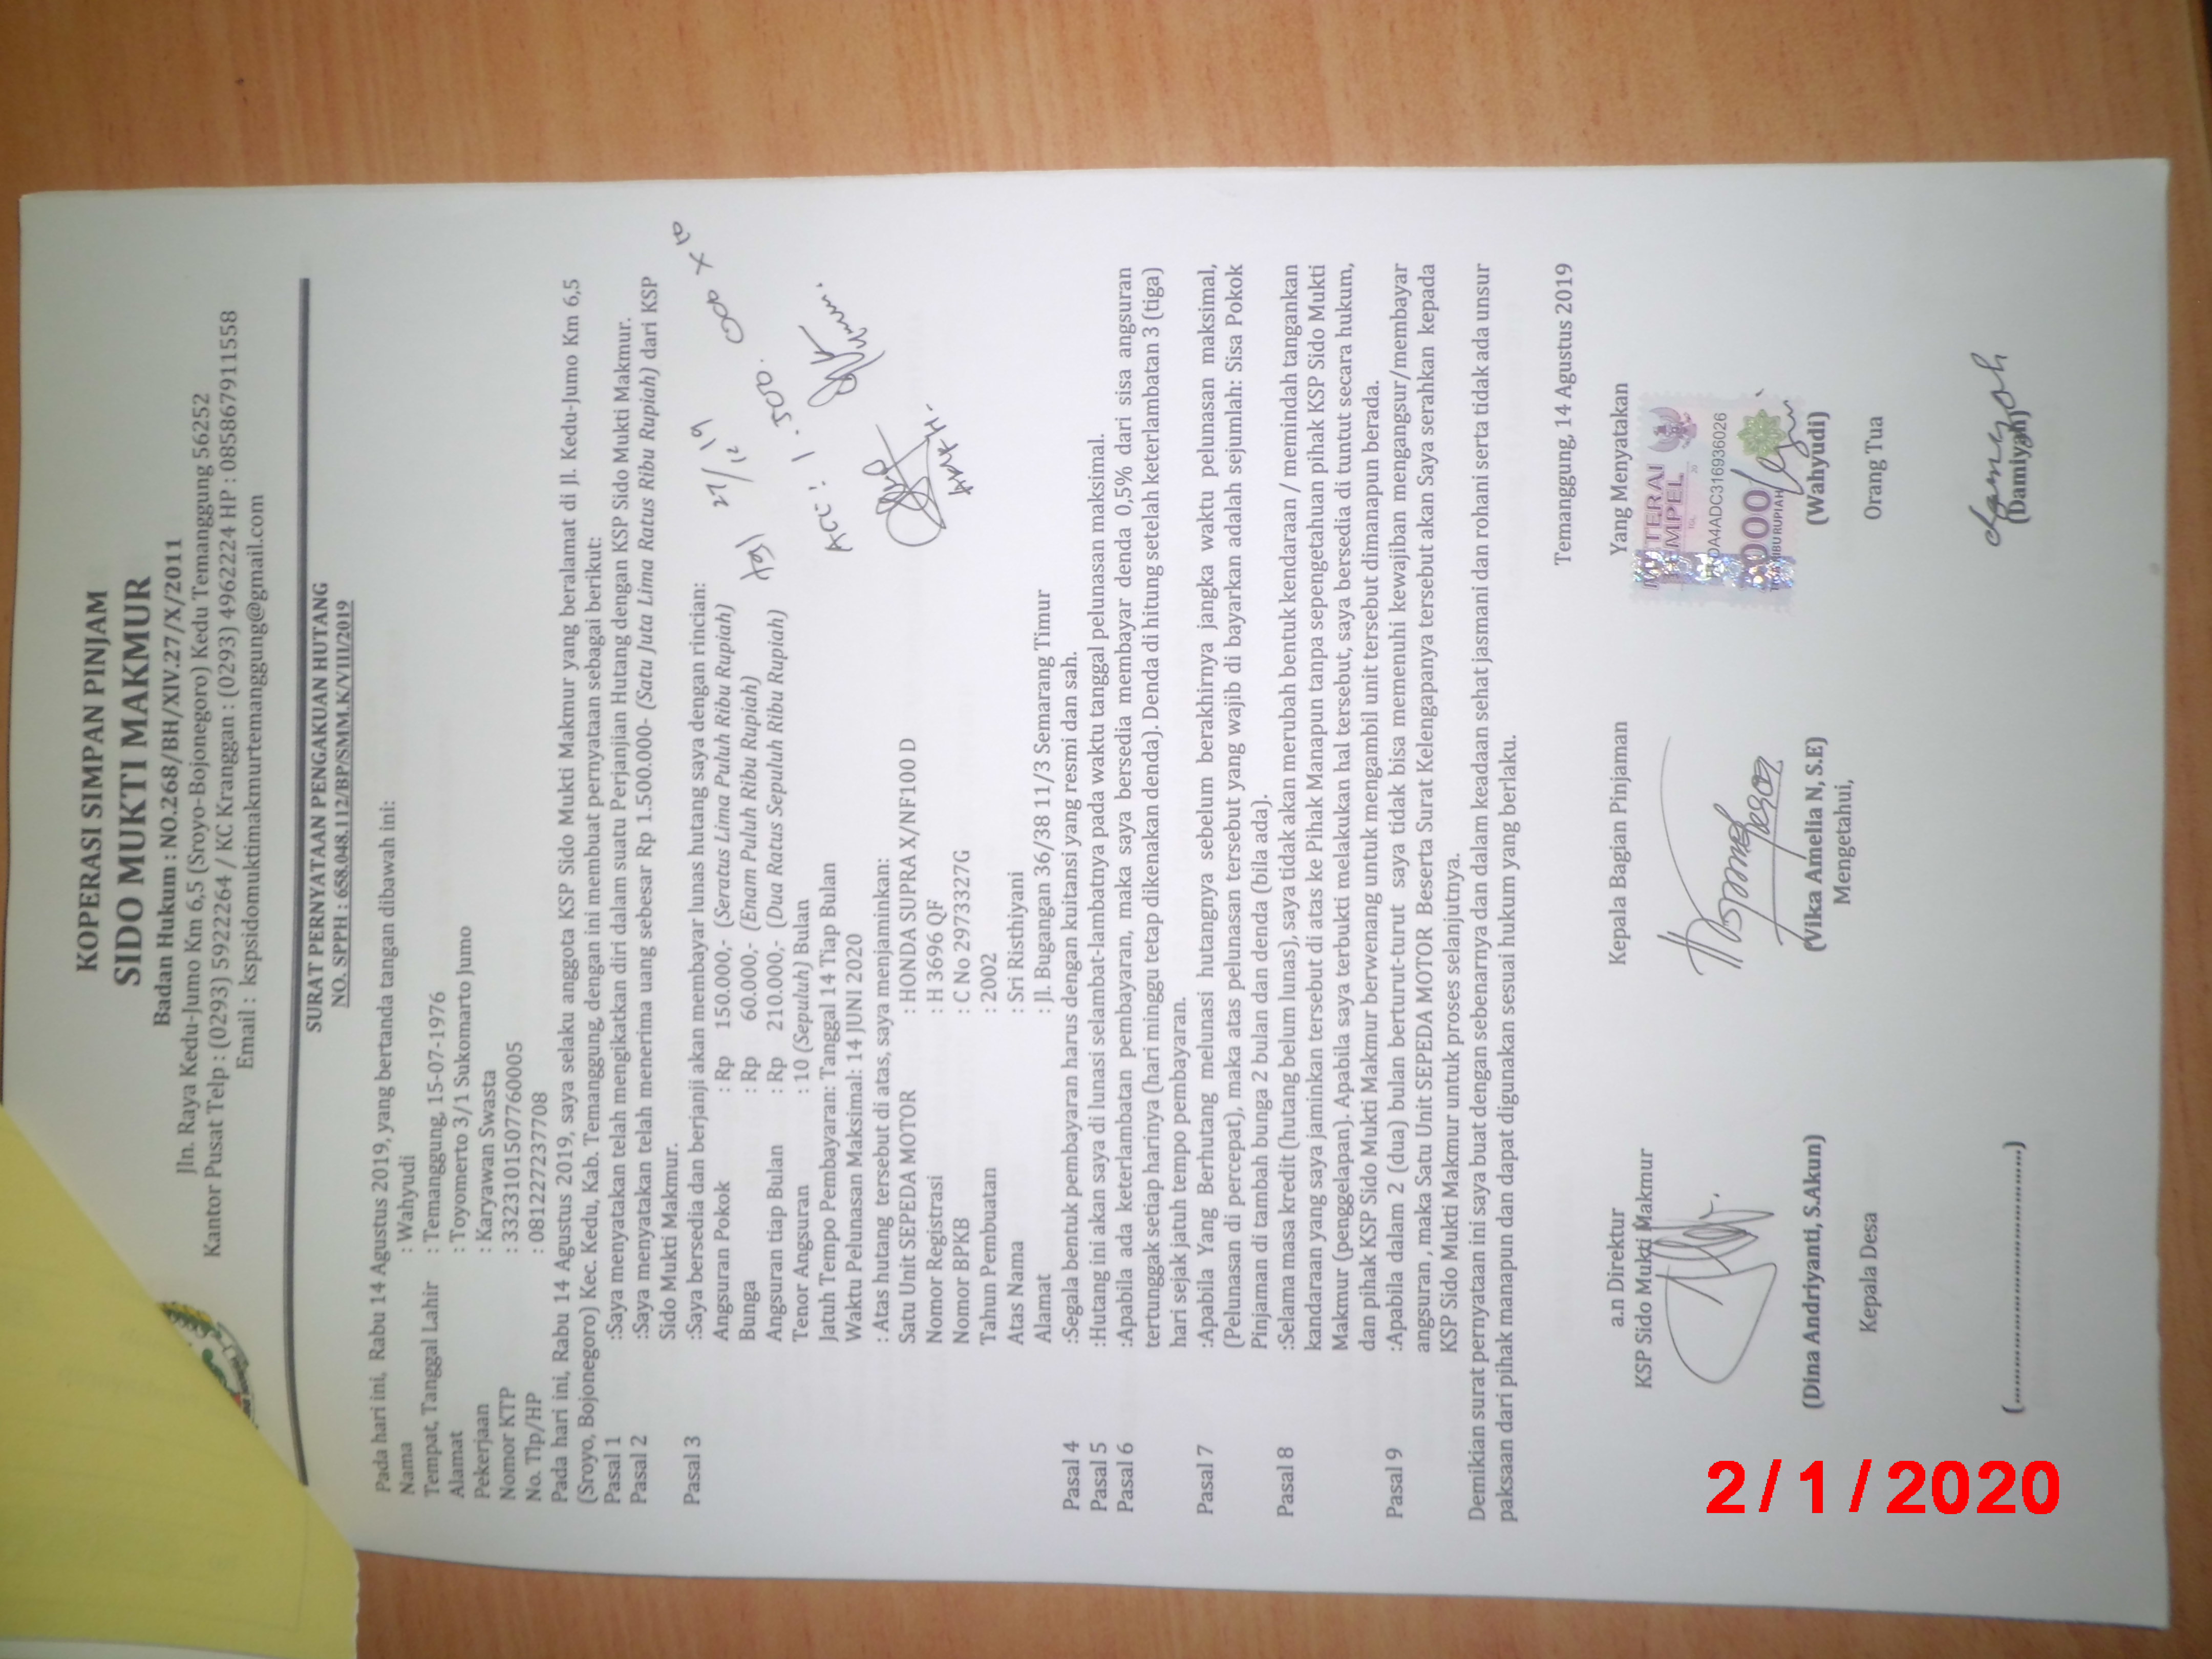 KOPERASI SIMPAN PINJAM
SIDO MUKTI MAKMUR
Badan Hukum : NO.268/BH/XIV.27/X/2011
Jln. Raya Kedu-Jumo Km 6,5 (Sroyo-Bojonegoro) Kedu Temanggung 56252
Kantor Pusat Telp : (0293) 5922264 / KC Kranggan : (0293) 4962224 HP : 085867911558
Email : kspsidomuktimakmurtemanggung@gmail.com
SURAT PERNYATAAN PENGAKUAN HUTANG
NO. SPPH : 658.048.112/BP/SMM.K/VIII/2019
Pada hari ini, Rabu 14 Agustus 2019, yang bertanda tangan dibawah ini:
Nama : Wahyudi
Tempat, Tanggal Lahir : Temanggung, 15-07-1976
Alamat : Toyomerto 3/1 Sukomarto Jumo
Pekerjaan : Karyawan Swasta
Nomor KTP : 3323101507760005
No. Tlp/HP : 081227237708
Pada hari ini, Rabu 14 Agustus 2019, saya selaku anggota KSP Sido Mukti Makmur yang beralamat di Jl. Kedu-Jumo Km 6,5
(Sroyo, Bojonegoro) Kec. Kedu, Kab. Temanggung, dengan ini membuat pernyataan sebagai berikut:
Pasal 1 :Saya menyatakan telah mengikatkan diri dalam suatu Perjanjian Hutang dengan KSP Sido Mukti Makmur.
Pasal 2 :Saya menyatakan telah menerima uang sebesar Rp 1.500.000- (Satu Juta Lima Ratus Ribu Rupiah) dari KSP
Sido Mukti Makmur.
Pasal 3 :Saya bersedia dan berjanji akan membayar lunas hutang saya dengan rincian:
Angsuran Pokok : Rp 150.000,- (Seratus Lima Puluh Ribu Rupiah)
Bunga : Rp 60.000,- (Enam Puluh Ribu Rupiah)
Angsuran tiap Bulan : Rp 210.000,- (Dua Ratus Sepuluh Ribu Rupiah)
Tenor Angsuran : 10 (Sepuluh) Bulan
Jatuh Tempo Pembayaran: Tanggal 14 Tiap Bulan
Waktu Pelunasan Maksimal: 14 JUNI 2020
tgl 27/12 19
ACC : 1.500.000 x 10
: Atas hutang tersebut di atas, saya menjaminkan:
Satu Unit SEPEDA MOTOR : HONDA SUPRA X/NF100 D
Nomor Registrasi : H 3696 QF
Nomor BPKB : C No 2973327G
Tahun Pembuatan : 2002
Atas Nama : Sri Risthiyani
Alamat : Jl. Bugangan 36/38 11/3 Semarang Timur
Pasal 4 :Segala bentuk pembayaran harus dengan kuitansi yang resmi dan sah.
Pasal 5 :Hutang ini akan saya di lunasi selambat-lambatnya pada waktu tanggal pelunasan maksimal.
Pasal 6 :Apabila ada keterlambatan pembayaran, maka saya bersedia membayar denda 0,5% dari sisa angsuran
tertunggak setiap harinya (hari minggu tetap dikenakan denda). Denda di hitung setelah keterlambatan 3 (tiga)
hari sejak jatuh tempo pembayaran.
Pasal 7 :Apabila Yang Berhutang melunasi hutangnya sebelum berakhirnya jangka waktu pelunasan maksimal,
(Pelunasan di percepat), maka atas pelunasan tersebut yang wajib di bayarkan adalah sejumlah: Sisa Pokok
Pinjaman di tambah bunga 2 bulan dan denda (bila ada).
Pasal 8 :Selama masa kredit (hutang belum lunas), saya tidak akan merubah bentuk kendaraan / memindah tangankan
kandaraan yang saya jaminkan tersebut di atas ke Pihak Manapun tanpa sepengetahuan pihak KSP Sido Mukti
Makmur (penggelapan). Apabila saya terbukti melakukan hal tersebut, saya bersedia di tuntut secara hukum,
dan pihak KSP Sido Mukti Makmur berwenang untuk mengambil unit tersebut dimanapun berada.
Pasal 9 :Apabila dalam 2 (dua) bulan berturut-turut saya tidak bisa memenuhi kewajiban mengangsur/membayar
angsuran , maka Satu Unit SEPEDA MOTOR Beserta Surat Kelengapanya tersebut akan Saya serahkan kepada
KSP Sido Mukti Makmur untuk proses selanjutnya.
Demikian surat pernyataan ini saya buat dengan sebenarnya dan dalam keadaan sehat jasmani dan rohani serta tidak ada unsur
paksaan dari pihak manapun dan dapat digunakan sesuai hukum yang berlaku.
Temanggung, 14 Agustus 2019
a.n Direktur
KSP Sido Mukti Makmur
Kepala Bagian Pinjaman
Yang Menyatakan
TERAI
MPEL
TGL 20
DA4ADC316936026
000
RIBU RUPIAH
(Dina Andriyanti, S.Akun)
(Vika Amelia N, S.E)
(Wahyudi)
Mengetahui,
Kepala Desa
Orang Tua
(................................)
(Damiyah)
2/1/2020